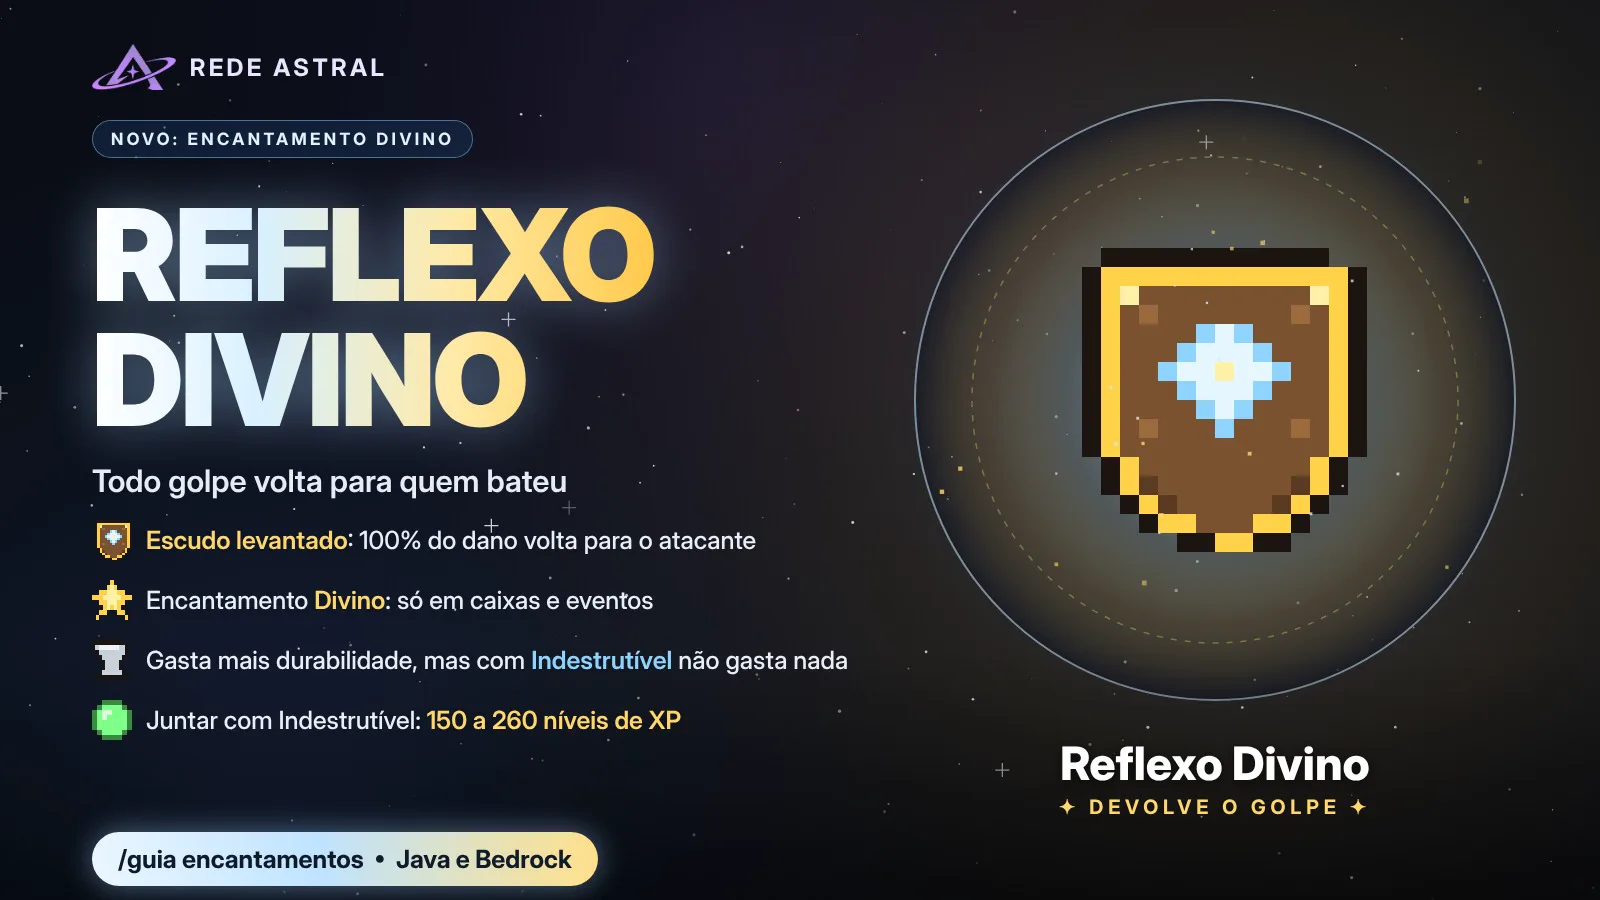 REDE ASTRAL
NOVO: ENCANTAMENTO DIVINO
REFLEXO
DIVINO
Todo golpe volta para quem bateu
Escudo levantado: 100% do dano volta para o atacante
Encantamento Divino: só em caixas e eventos
Gasta mais durabilidade, mas com Indestrutível não gasta nada
Juntar com Indestrutível: 150 a 260 níveis de XP
/guia encantamentos • Java e Bedrock
Reflexo Divino
✦ DEVOLVE O GOLPE ✦